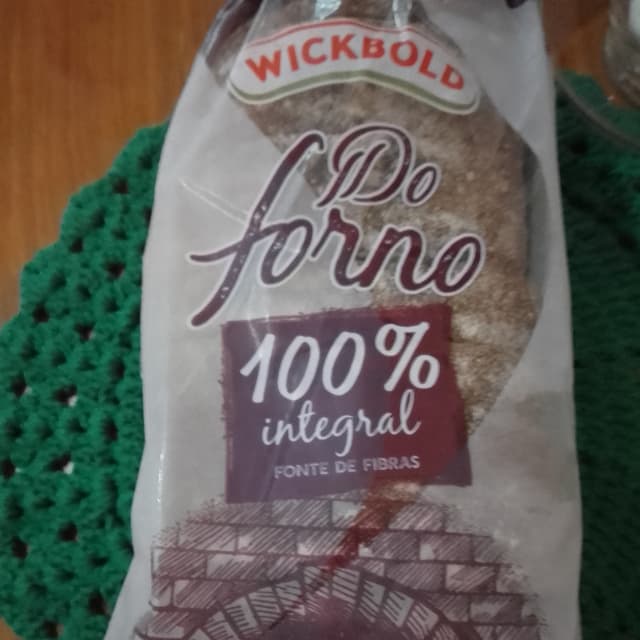 WICKBOLD
Do
forno
100%
integral
FONTE DE FIBRAS